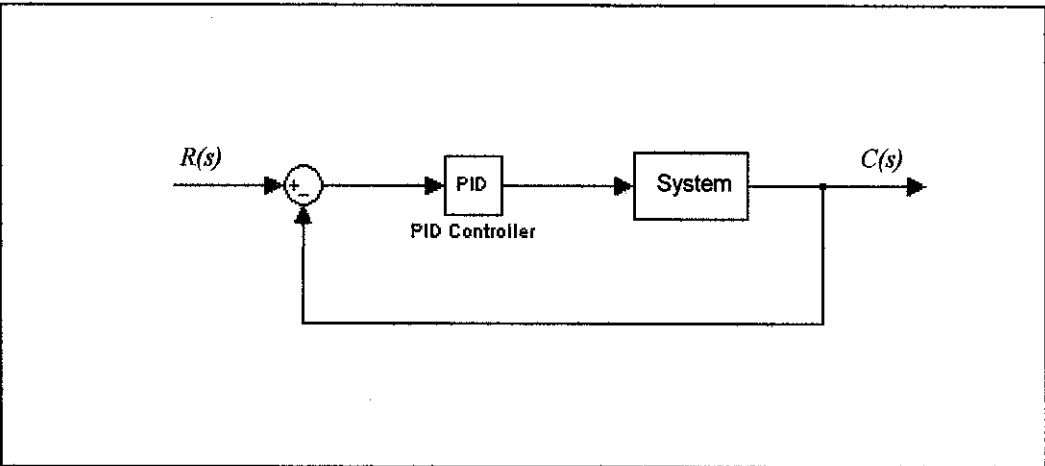 R(s)
+
−
PID
PID Controller
System
C(s)